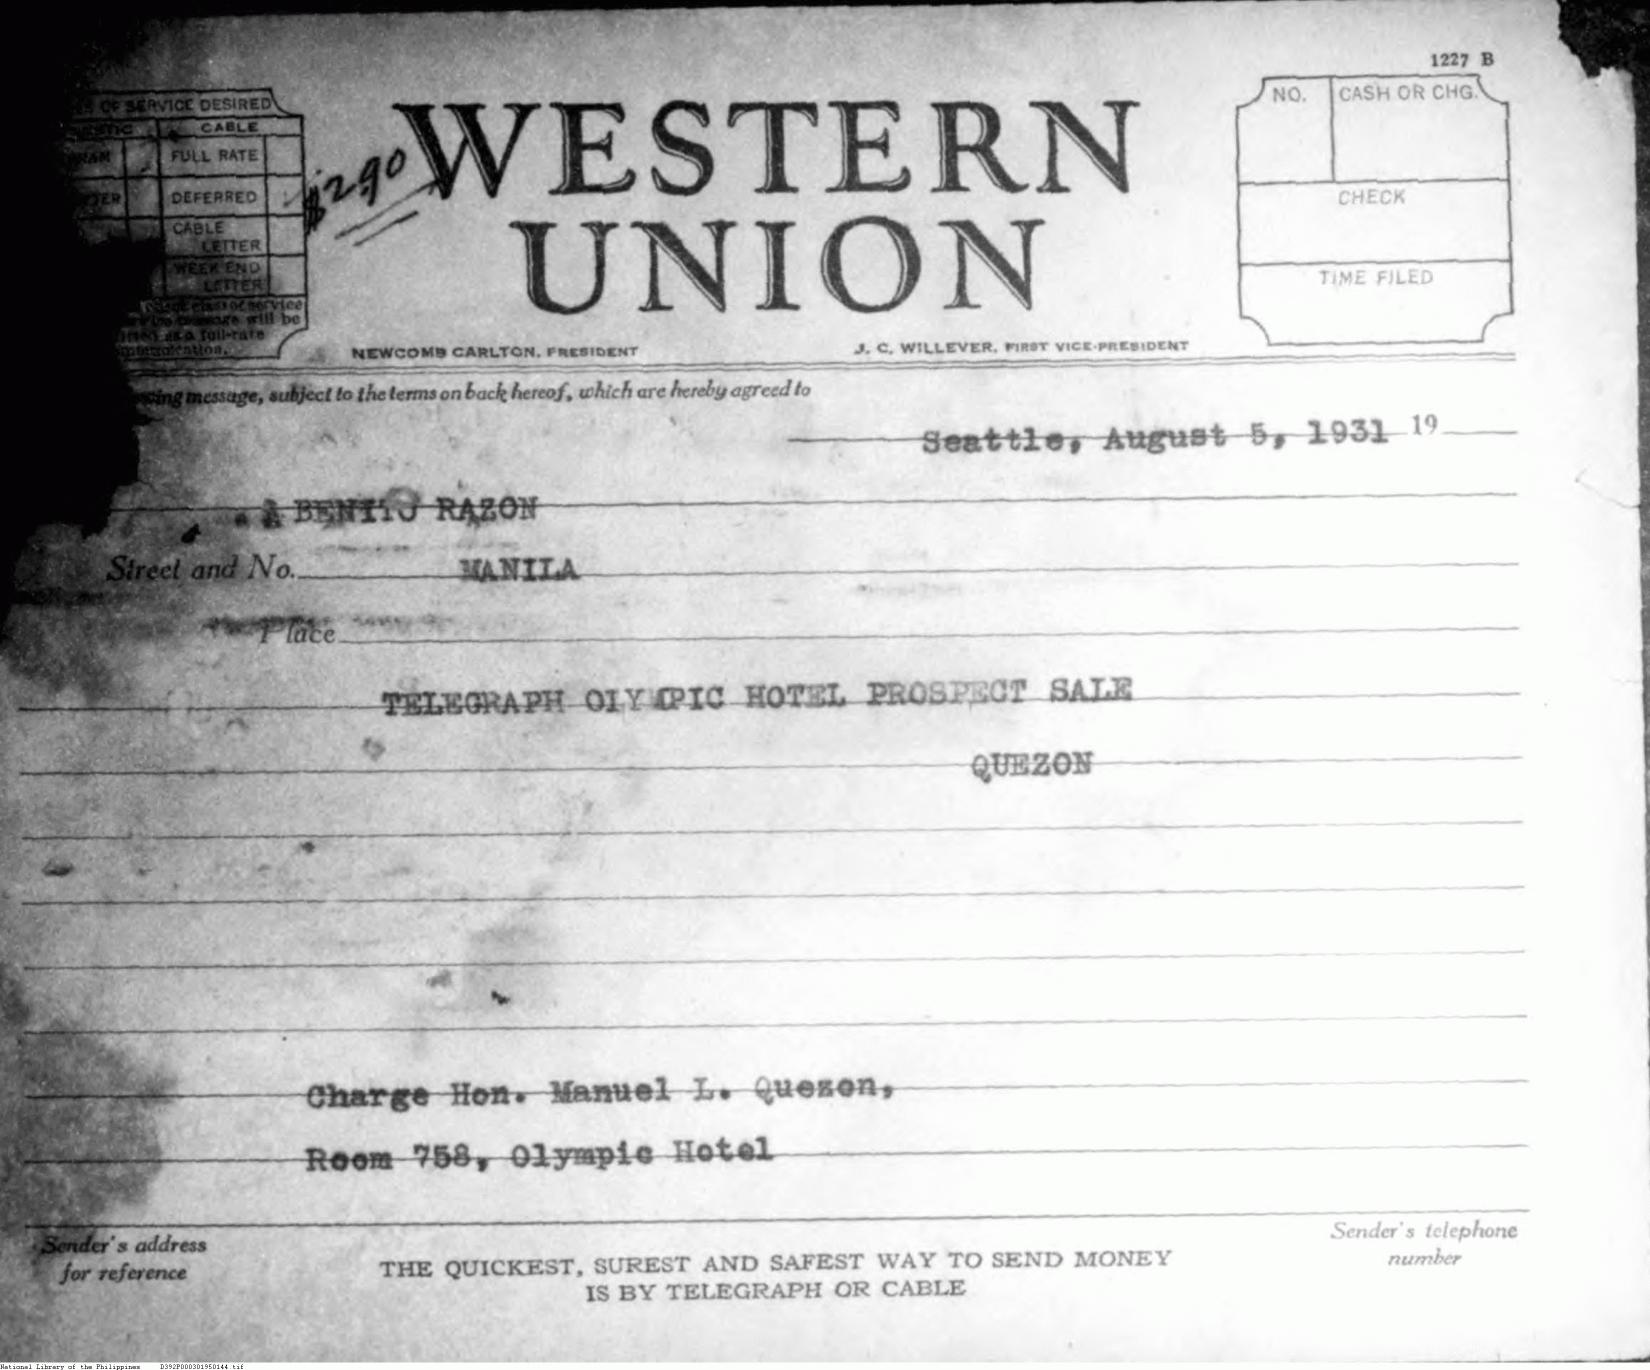 1227 B
OF SERVICE DESIRED
CABLE
FULL RATE
DEFERRED
CABLE
LETTER
WEEK END
LETTER
$2.90
WESTERN
UNION
NO.
CASH OR CHG.
CHECK
TIME FILED
NEWCOMB CARLTON, PRESIDENT
J. C. WILLEVER, FIRST VICE-PRESIDENT
message, subject to the terms on back hereof, which are hereby agreed to
Seattle, August 5, 1931 19
BENITO RAZON
Street and No. MANILA
Place
TELEGRAPH OLYMPIC HOTEL PROSPECT SALE
QUEZON
Charge Hon. Manuel L. Quezon,
Room 758, Olympic Hotel
Sender's address
for reference
Sender's telephone
number
THE QUICKEST, SUREST AND SAFEST WAY TO SEND MONEY
IS BY TELEGRAPH OR CABLE
National Library of the Philippines D392P000301950144.tif